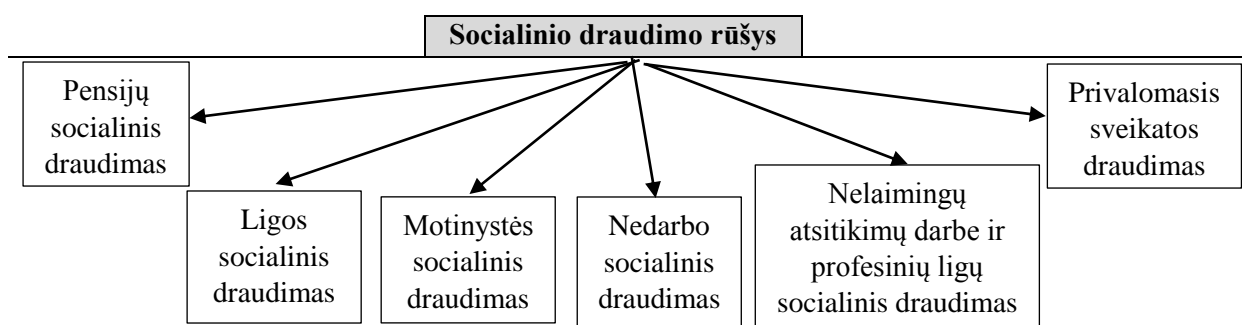 Socialinio draudimo rūšys
Pensijų
socialinis
draudimas
Ligos
socialinis
draudimas
Motinystės
socialinis
draudimas
Nedarbo
socialinis
draudimas
Nelaimingų
atsitikimų darbe ir
profesinių ligų
socialinis draudimas
Privalomasis
sveikatos
draudimas